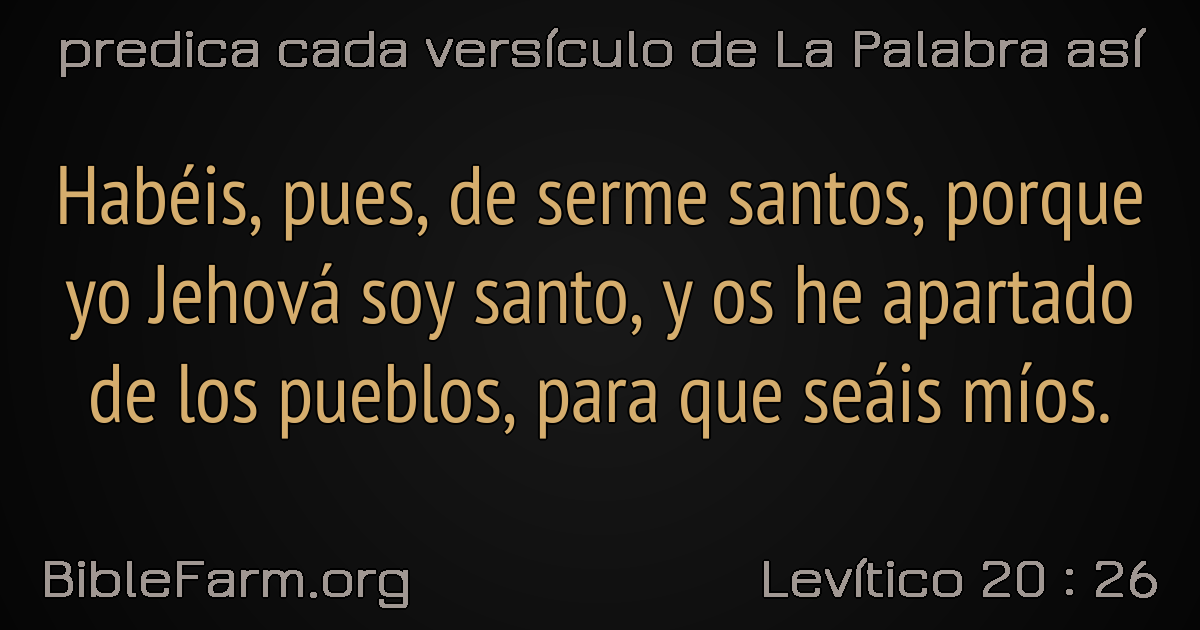 predica cada versículo de La Palabra así
Habéis, pues, de serme santos, porque
yo Jehová soy santo, y os he apartado
de los pueblos, para que seáis míos.
BibleFarm.org
Levítico 20 : 26